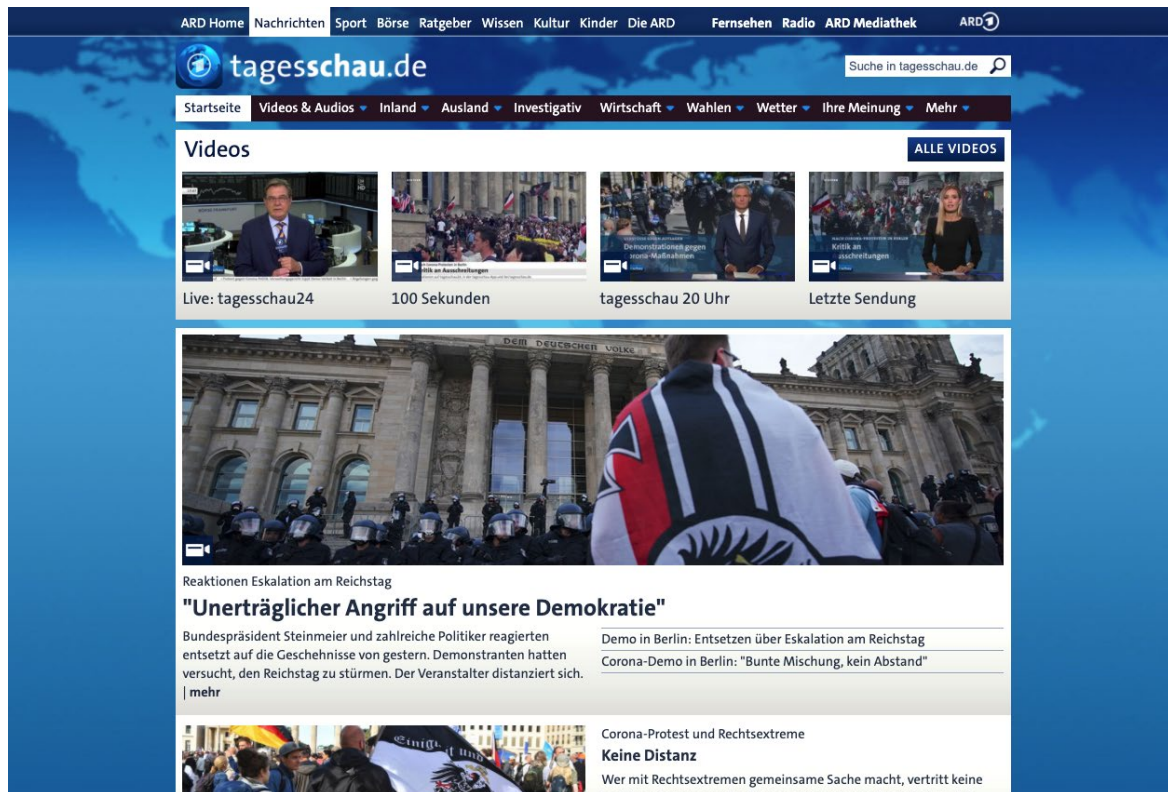 ARD Home Nachrichten Sport Börse Ratgeber Wissen Kultur Kinder Die ARD Fernsehen Radio ARD Mediathek ARD 1
tagesschau.de
Suche in tagesschau.de
Startseite Videos & Audios Inland Ausland Investigativ Wirtschaft Wahlen Wetter Ihre Meinung Mehr
Videos
ALLE VIDEOS
Kritik an Ausschreitungen
Demonstrationen gegen
Corona-Maßnahmen
Kritik an
Ausschreitungen
Live: tagesschau24
100 Sekunden
tagesschau 20 Uhr
Letzte Sendung
DEM DEUTSCHEN VOLKE
Reaktionen Eskalation am Reichstag
"Unerträglicher Angriff auf unsere Demokratie"
Bundespräsident Steinmeier und zahlreiche Politiker reagierten
entsetzt auf die Geschehnisse von gestern. Demonstranten hatten
versucht, den Reichstag zu stürmen. Der Veranstalter distanziert sich.
| mehr
Demo in Berlin: Entsetzen über Eskalation am Reichstag
Corona-Demo in Berlin: "Bunte Mischung, kein Abstand"
Einigkeit und
Corona-Protest und Rechtsextreme
Keine Distanz
Wer mit Rechtsextremen gemeinsame Sache macht, vertritt keine